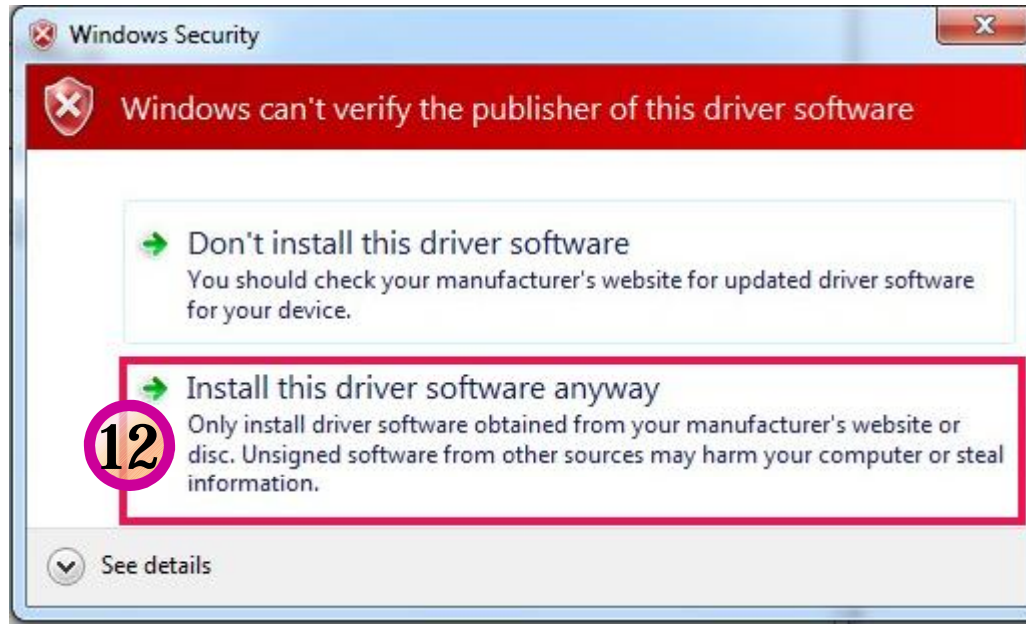 Windows Security
Windows can't verify the publisher of this driver software
Don't install this driver software
You should check your manufacturer's website for updated driver software
for your device.
Install this driver software anyway
Only install driver software obtained from your manufacturer's website or
disc. Unsigned software from other sources may harm your computer or steal
information.
12
See details